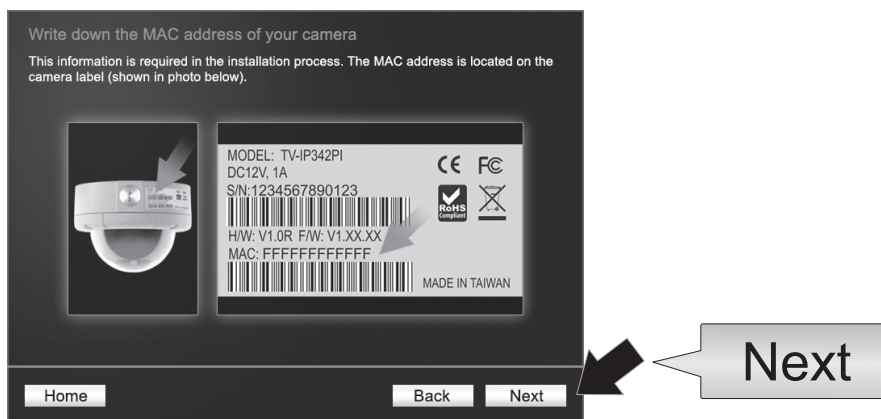 Write down the MAC address of your camera
This information is required in the installation process. The MAC address is located on the
camera label (shown in photo below).
MODEL: TV-IP342PI
DC12V, 1A
S/N:1234567890123
H/W: V1.0R F/W: V1.XX.XX
MAC: FFFFFFFFFFFF
CE FC
RoHS
Compliant
MADE IN TAIWAN
Home
Back
Next
Next